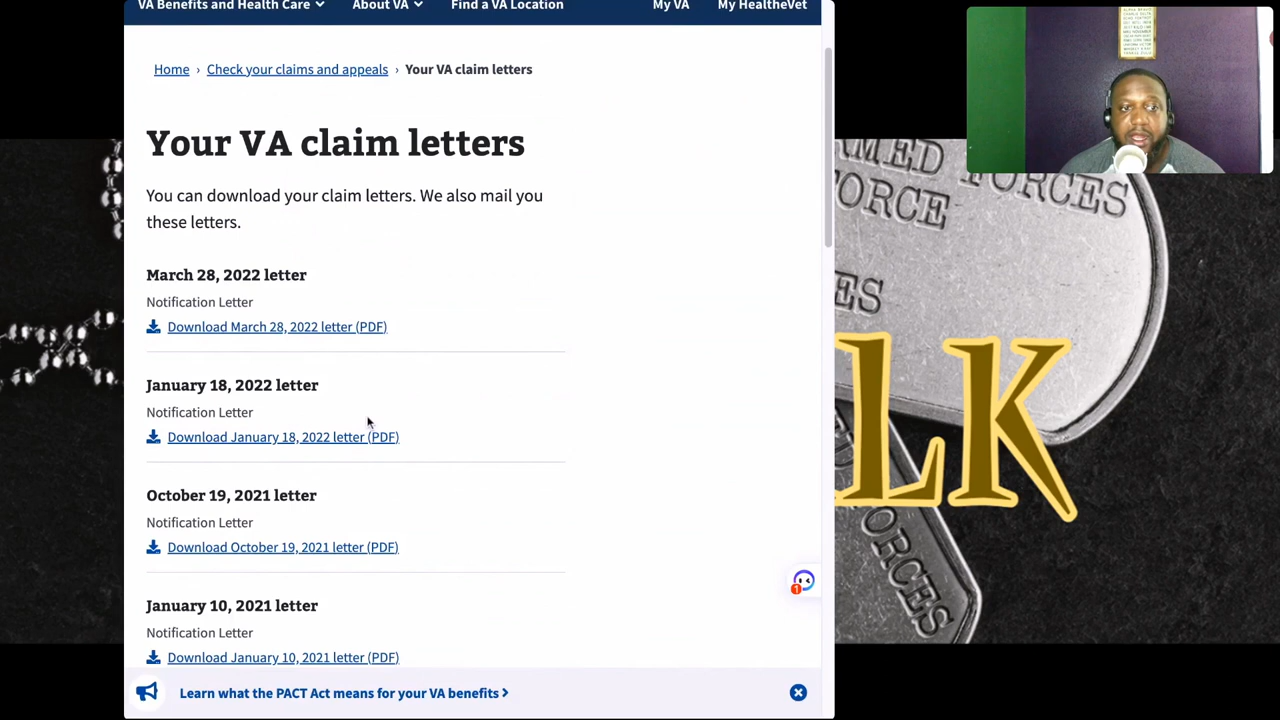 VA Benefits and Health Care
About VA
Find a VA Location
My VA
My HealtheVet
Home › Check your claims and appeals › Your VA claim letters
Your VA claim letters
You can download your claim letters. We also mail you
these letters.
March 28, 2022 letter
Notification Letter
Download March 28, 2022 letter (PDF)
January 18, 2022 letter
Notification Letter
Download January 18, 2022 letter (PDF)
October 19, 2021 letter
Notification Letter
Download October 19, 2021 letter (PDF)
January 10, 2021 letter
Notification Letter
Download January 10, 2021 letter (PDF)
1
Learn what the PACT Act means for your VA benefits
RMED FORCES
FORCE
CES
LK
FORCES